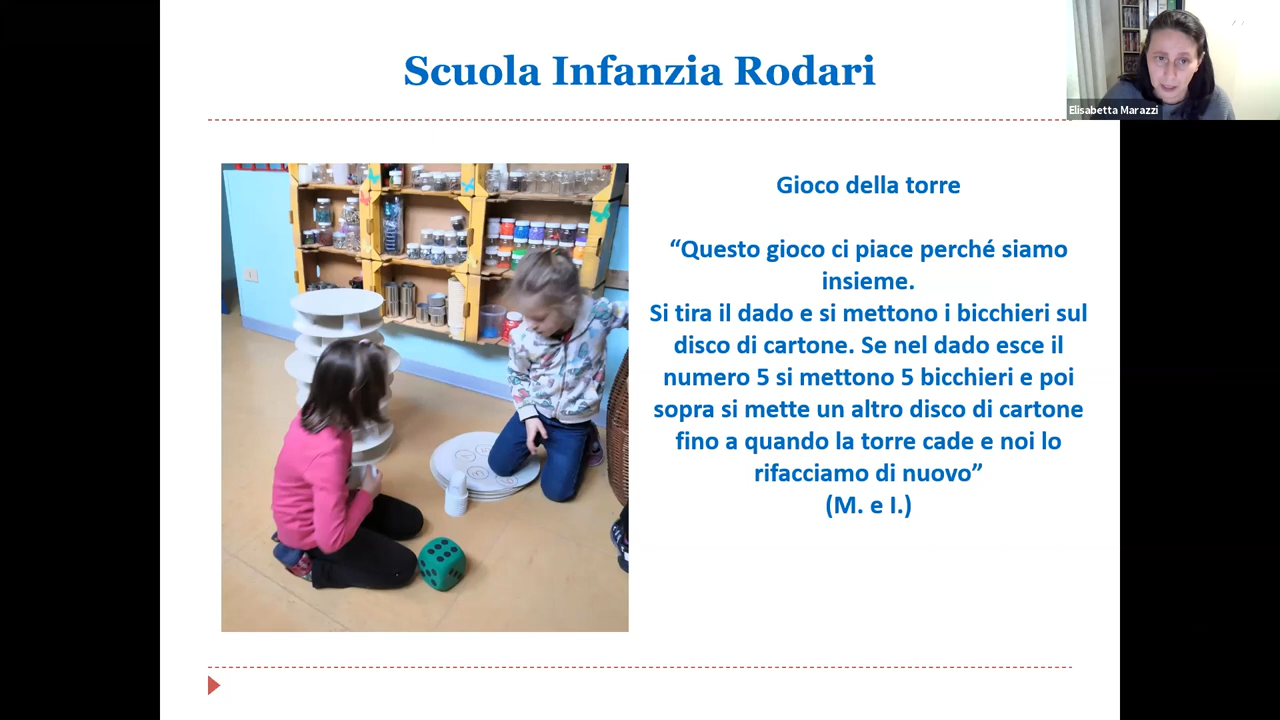 Scuola Infanzia Rodari
Elisabetta Marazzi
Gioco della torre
“Questo gioco ci piace perché siamo
insieme.
Si tira il dado e si mettono i bicchieri sul
disco di cartone. Se nel dado esce il
numero 5 si mettono 5 bicchieri e poi
sopra si mette un altro disco di cartone
fino a quando la torre cade e noi lo
rifacciamo di nuovo”
(M. e I.)